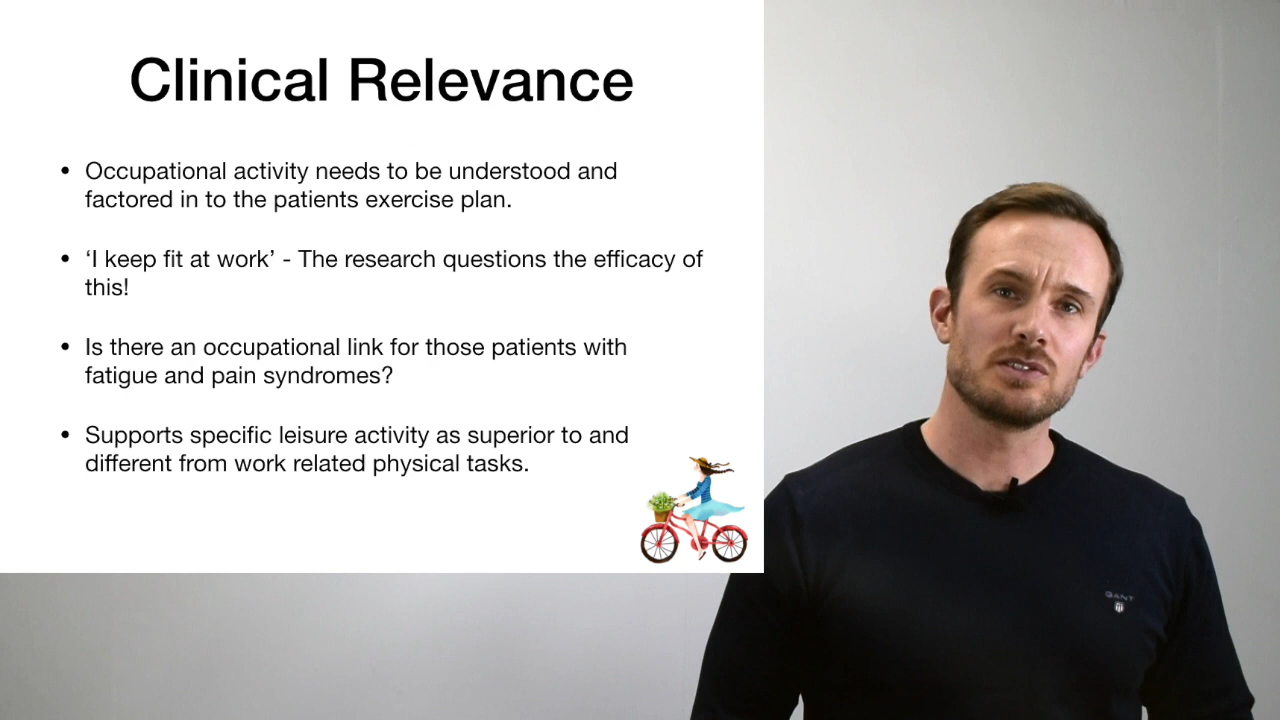 Clinical Relevance
• Occupational activity needs to be understood and
factored in to the patients exercise plan.
• ‘I keep fit at work’ - The research questions the efficacy of
this!
• Is there an occupational link for those patients with
fatigue and pain syndromes?
• Supports specific leisure activity as superior to and
different from work related physical tasks.
GANT